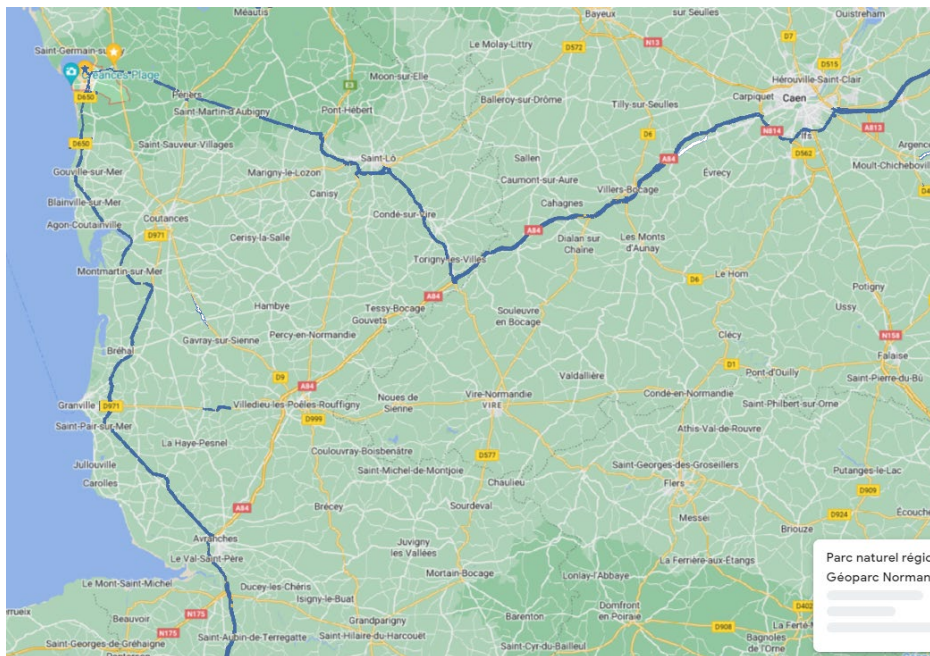 Méautis
Bayeux
sur Seulles
Ouistreham
Saint-Germain-su
Le Molay-Littry
D572
N13
D7
D515
Créances Plage
Moon-sur-Elle
Hérouville-Saint-Clair
E3
Carpiquet
Caen
D650
Périers
Balleroy-sur-Drôme
Tilly-sur-Seulles
Saint-Martin-d'Aubigny
Pont-Hébert
N814
A813
D6
Ifs
D650
Saint-Sauveur-Villages
Argence
D562
Saint-Lô
Sallen
A84
Moult-Chicheboville
Gouville-sur-Mer
Marigny-le-Lozon
Caumont-sur-Aure
Évrecy
Canisy
Villers-Bocage
Blainville-sur-Mer
Cahagnes
Coutances
Condé-sur-Vire
Agon-Coutainville
A84
D971
Cerisy-la-Salle
Dialan sur
Chaîne
Les Monts
d'Aunay
Torigny-les-Villes
Montmartin-sur-Mer
Le Hom
D6
Potigny
A84
Hambye
Tessy-Bocage
Souleuvre
en Bocage
Ussy
Gouvets
Percy-en-Normandie
Clécy
N158
Gavray-sur-Sienne
Bréhal
Falaise
D1
Pont-d'Ouilly
D9
Valdallière
Saint-Pierre-du-Bû
A84
Noues de
Sienne
Vire-Normandie
VIRE
Condé-en-Normandie
Granville
D971
Villedieu-les-Poêles-Rouffigny
Saint-Philbert-sur-Orne
D999
Saint-Pair-sur-Mer
Athis-Val-de-Rouvre
La Haye-Pesnel
Coulouvray-Boisbenâtre
D577
Jullouville
Saint-Michel-de-Montjoie
Saint-Georges-des-Groseillers
Putanges-le-Lac
Carolles
Chaulieu
Flers
D909
A84
Brécey
Sourdeval
Messei
D924
Écouché
Briouze
Avranches
Juvigny
les Vallées
Le Val-Saint-Père
La Ferrière-aux-Étangs
Parc naturel régio
Géoparc Norman
Le Mont-Saint-Michel
Mortain-Bocage
Lonlay-l'Abbaye
Ducey-les-Chéris
Isigny-le-Buat
Beauvoir
Domfront
en Poiraie
D402
N175
Grandparigny
Barenton
La Ferté-M
N175
Saint-Aubin-de-Terregatte
Saint-Hilaire-du-Harcouët
D908
Bagnoles
de l'Orne
Saint-Georges-de-Gréhaigne
Saint-Cyr-du-Bailleul